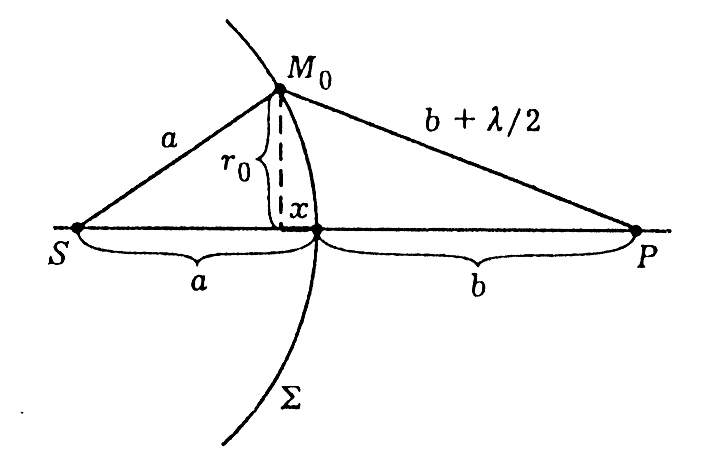 M₀
a
b + λ/2
r₀
x
S
P
a
b
Σ